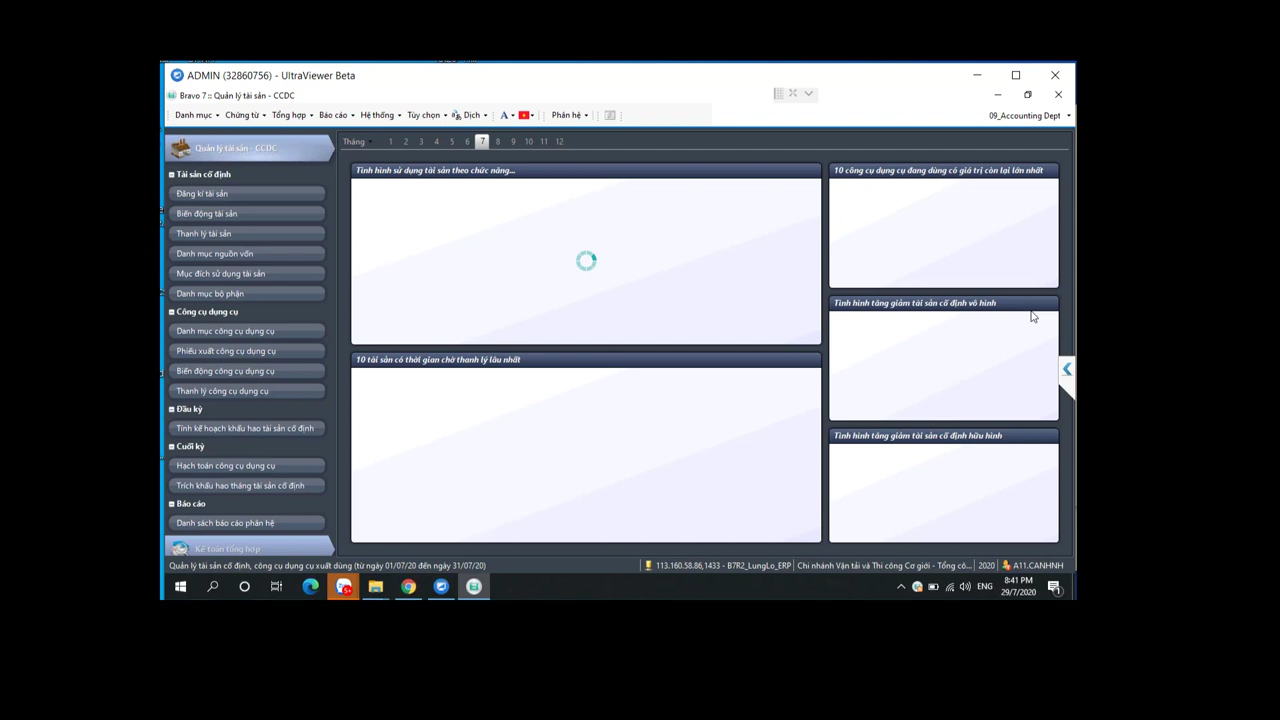 ADMIN (32860756) - UltraViewer Beta
Bravo 7 :: Quản lý tài sản - CCDC
Danh mục Chứng từ Tổng hợp Báo cáo Hệ thống Tùy chọn Dịch A Phân hệ 09_Accounting Dept
Quản lý tài sản - CCDC
Tháng 1 2 3 4 5 6 7 8 9 10 11 12
Tài sản cố định
Đăng kí tài sản
Biến động tài sản
Thanh lý tài sản
Danh mục nguồn vốn
Mục đích sử dụng tài sản
Danh mục bộ phận
Công cụ dụng cụ
Danh mục công cụ dụng cụ
Phiếu xuất công cụ dụng cụ
Biến động công cụ dụng cụ
Thanh lý công cụ dụng cụ
Đầu kỳ
Tính kế hoạch khấu hao tài sản cố định
Cuối kỳ
Hạch toán công cụ dụng cụ
Trích khấu hao tháng tài sản cố định
Báo cáo
Danh sách báo cáo phân hệ
Kế toán tổng hợp
Tình hình sử dụng tài sản theo chức năng...
10 tài sản có thời gian chờ thanh lý lâu nhất
10 công cụ dụng cụ đang dùng có giá trị còn lại lớn nhất
Tình hình tăng giảm tài sản cố định vô hình
Tình hình tăng giảm tài sản cố định hữu hình
Quản lý tài sản cố định, công cụ dụng cụ xuất dùng (từ ngày 01/07/20 đến ngày 31/07/20) 113.160.58.86,1433 - B7R2_LungLo_ERP Chi nhánh Vận tải và Thi công Cơ giới - Tổng cô... 2020 A11.CANHNH
5+ ENG 8:41 PM
29/7/2020 1